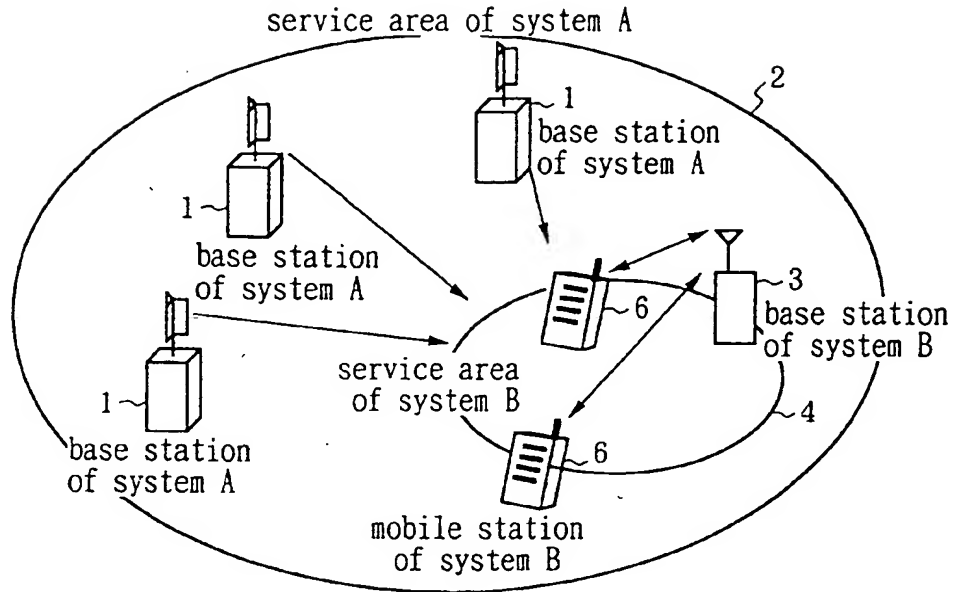 service area of system A
2
1
base station
of system A
1
base station
of system A
3
base station
of system B
6
1
base station
of system A
service area
of system B
4
6
mobile station
of system B